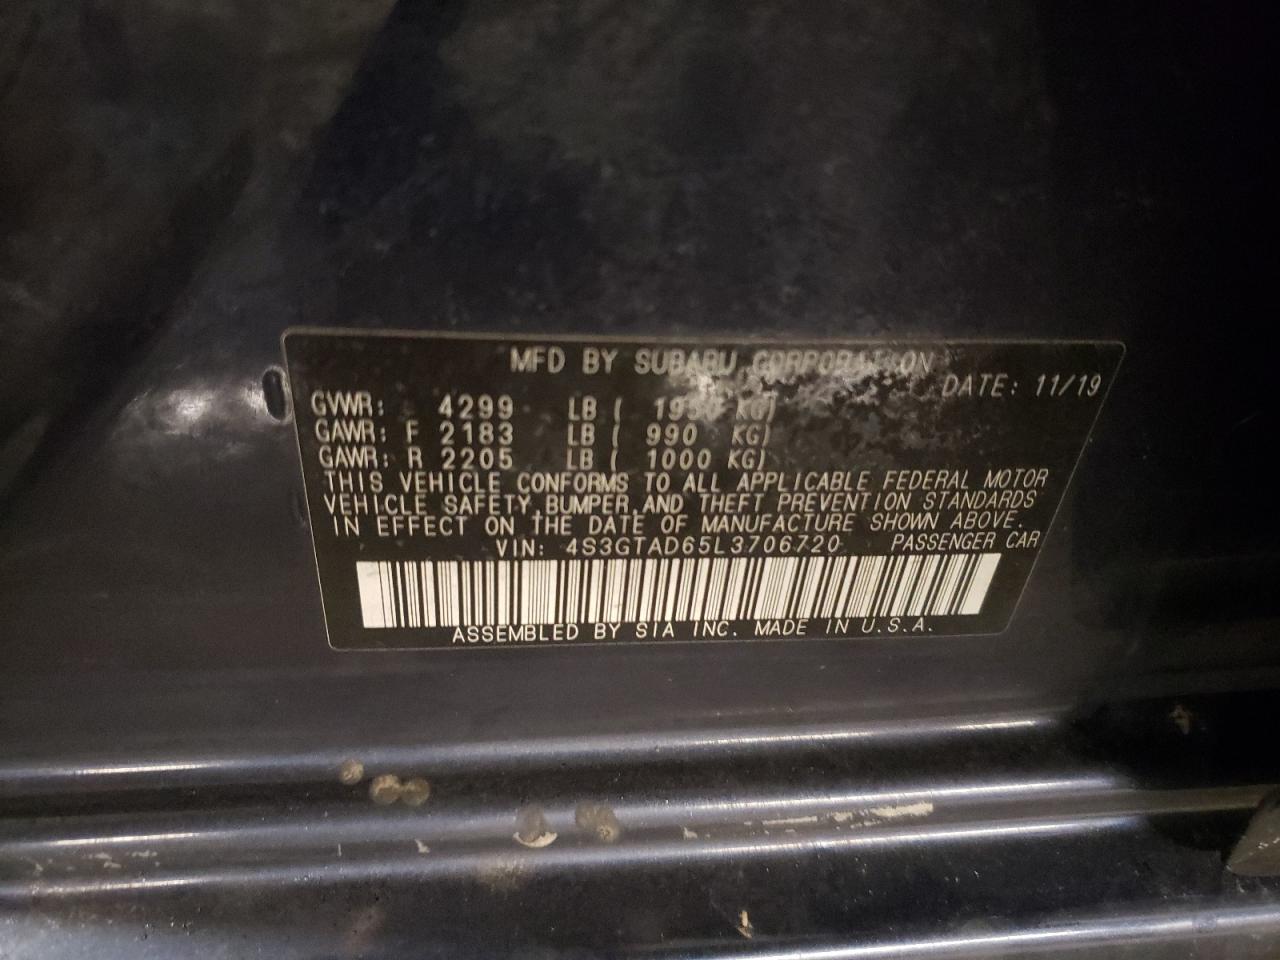 MFD BY SUBARU CORPORATION
DATE: 11/19
GVWR: 4299 LB ( 1950 KG)
GAWR: F 2183 LB ( 990 KG)
GAWR: R 2205 LB ( 1000 KG)
THIS VEHICLE CONFORMS TO ALL APPLICABLE FEDERAL MOTOR
VEHICLE SAFETY, BUMPER, AND THEFT PREVENTION STANDARDS
IN EFFECT ON THE DATE OF MANUFACTURE SHOWN ABOVE.
VIN: 4S3GTAD65L3706720 PASSENGER CAR
ASSEMBLED BY SIA INC. MADE IN U.S.A.